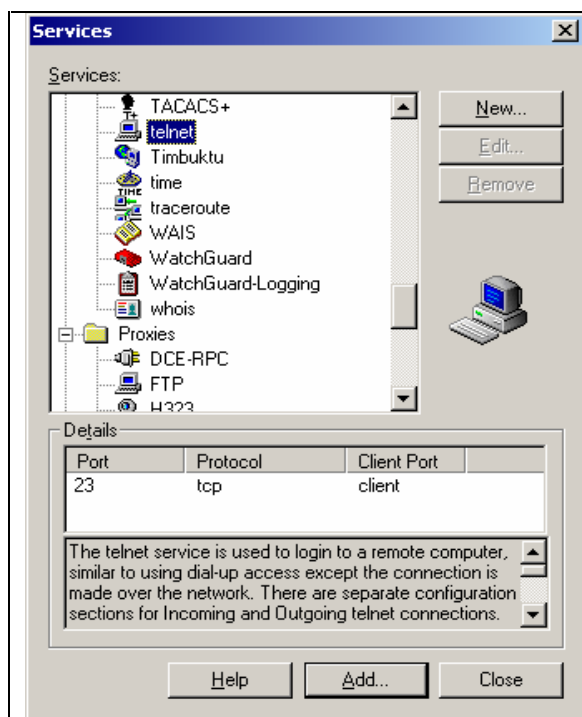 Services
Services:
TACACS+
telnet
Timbuktu
TIME
time
traceroute
WAIS
WatchGuard
WatchGuard-Logging
whois
Proxies
DCE-RPC
FTP
H323
New...
Edit...
Remove
Details
Port Protocol Client Port
23 tcp client
The telnet service is used to login to a remote computer,
similar to using dial-up access except the connection is
made over the network. There are separate configuration
sections for Incoming and Outgoing telnet connections.
Help Add... Close